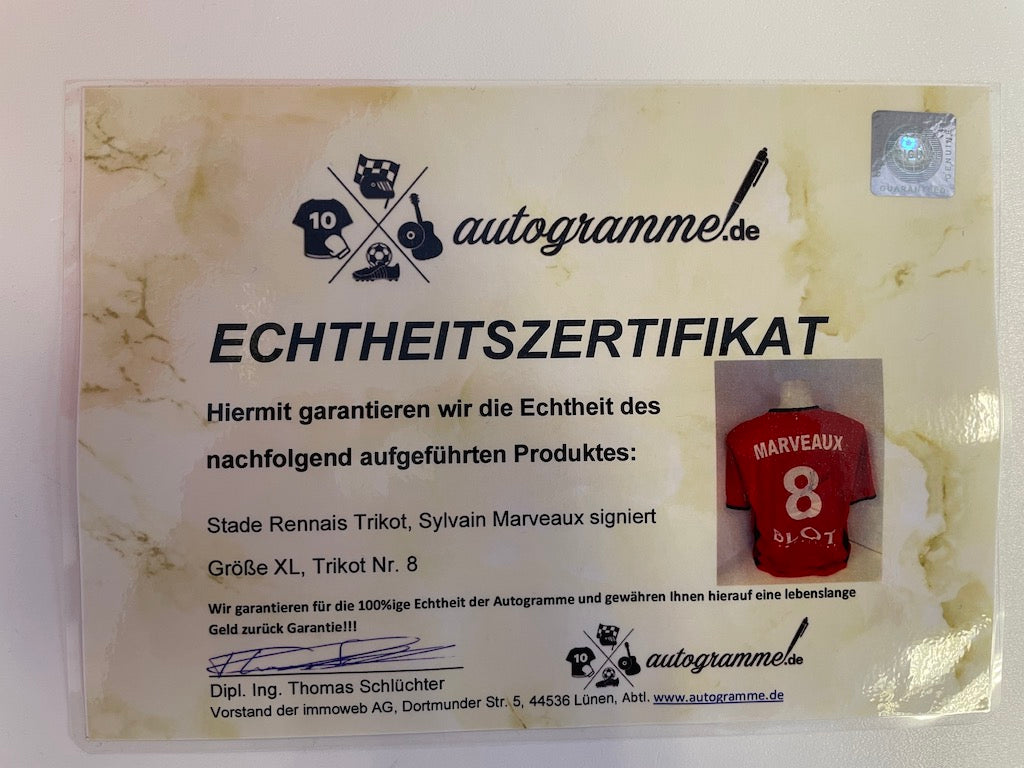 10
autogramme.de
GENUINE
GUARANTEED
ECHTHEITSZERTIFIKAT
Hiermit garantieren wir die Echtheit des
nachfolgend aufgeführten Produktes:
MARVEAUX
8
BLOT
Stade Rennais Trikot, Sylvain Marveaux signiert
Größe XL, Trikot Nr. 8
Wir garantieren für die 100%ige Echtheit der Autogramme und gewähren Ihnen hierauf eine lebenslange
Geld zurück Garantie!!!
10
autogramme.de
Dipl. Ing. Thomas Schlüchter
Vorstand der immoweb AG, Dortmunder Str. 5, 44536 Lünen, Abtl. www.autogramme.de